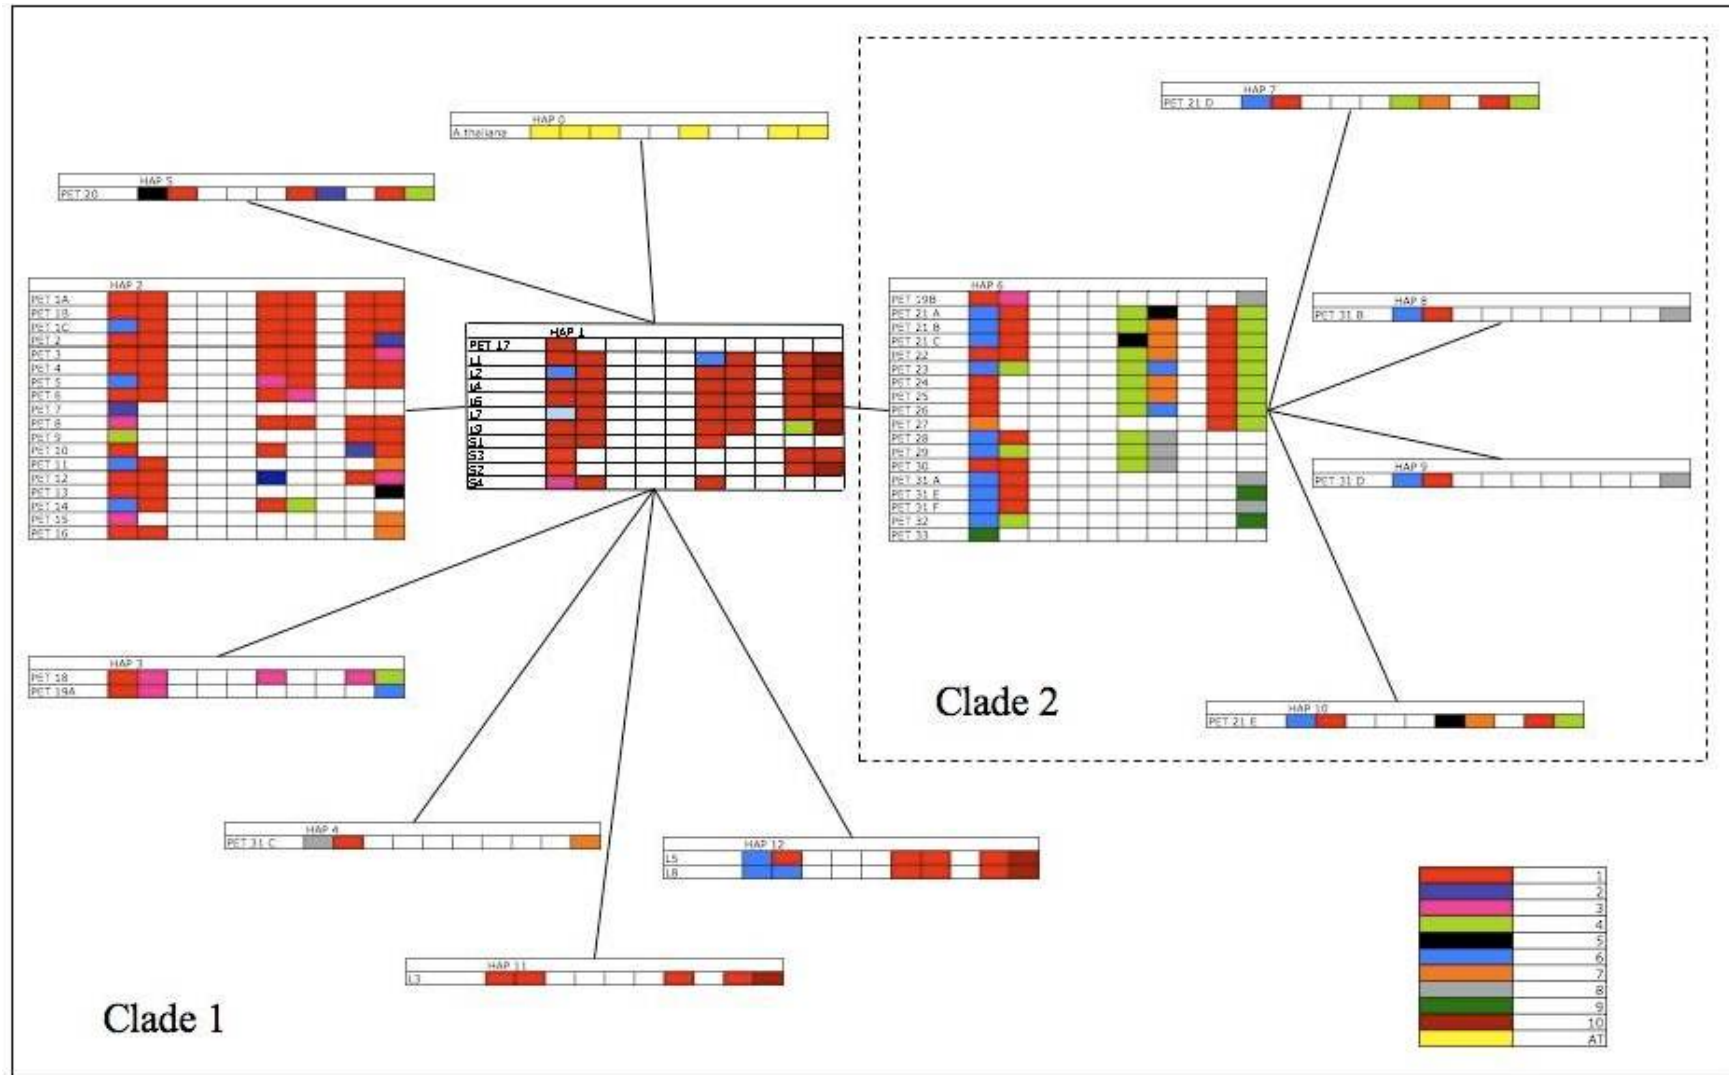 HAP 7
PET 21 D
HAP 0
A.thaliana
HAP 5
PET 20
HAP 2
PET 1A
PET 1B
PET 1C
PET 2
PET 3
PET 4
PET 5
PET 6
PET 7
PET 8
PET 9
PET 10
PET 11
PET 12
PET 13
PET 14
PET 15
PET 16
HAP 1
PET 17
L1
L2
L4
L6
L7
L9
S1
S3
S2
S4
HAP 6
PET 19B
PET 21 A
PET 21 B
PET 21 C
PET 22
PET 23
PET 24
PET 25
PET 26
PET 27
PET 28
PET 29
PET 30
PET 31 A
PET 31 E
PET 31 F
PET 32
PET 33
HAP 8
PET 31 B
HAP 9
PET 31 D
HAP 3
PET 18
PET 19A
Clade 2
HAP 10
PET 21 E
HAP 4
PET 31 C
HAP 12
L5
L8
HAP 11
L3
Clade 1
1
2
3
4
5
6
7
8
9
10
AT